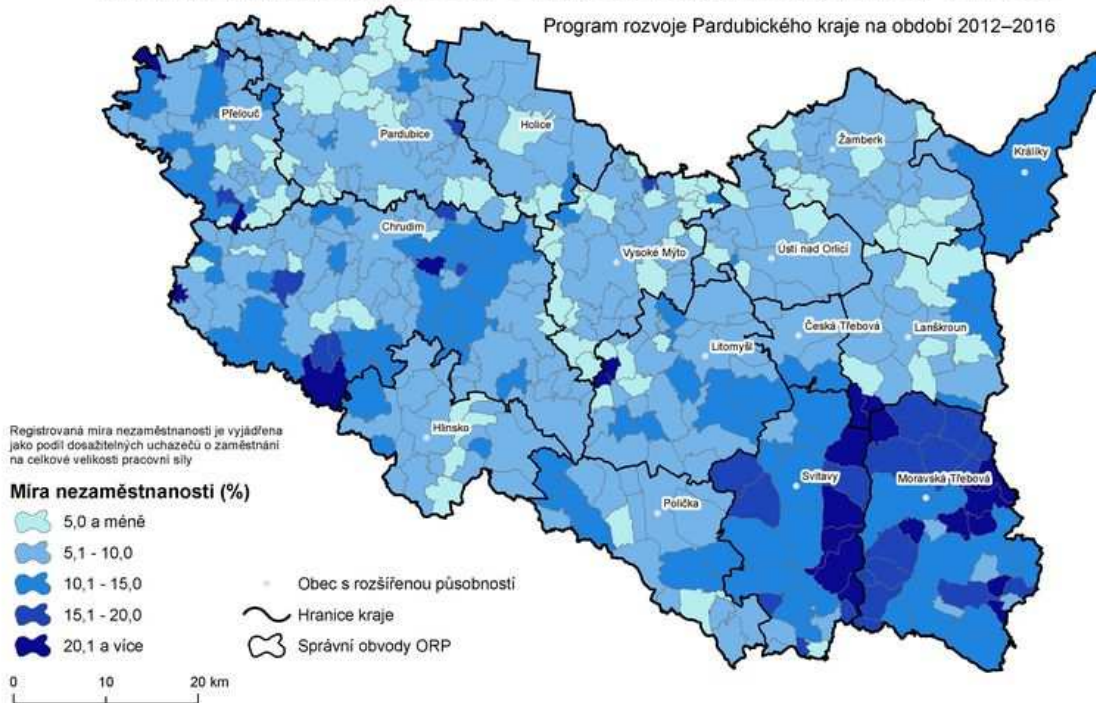 Program rozvoje Pardubického kraje na období 2012–2016
Přelouč
Pardubice
Holice
Žamberk
Králíky
Chrudim
Vysoké Mýto
Ústí nad Orlicí
Česká Třebová
Lanškroun
Litomyšl
Hlinsko
Svitavy
Moravská Třebová
Polička
Registrovaná míra nezaměstnanosti je vyjádřena
jako podíl dosažitelných uchazečů o zaměstnání
na celkové velikosti pracovní síly
Míra nezaměstnanosti (%)
5,0 a méně
5,1 - 10,0
10,1 - 15,0
15,1 - 20,0
20,1 a více
Obec s rozšířenou působností
Hranice kraje
Správní obvody ORP
0 10 20 km